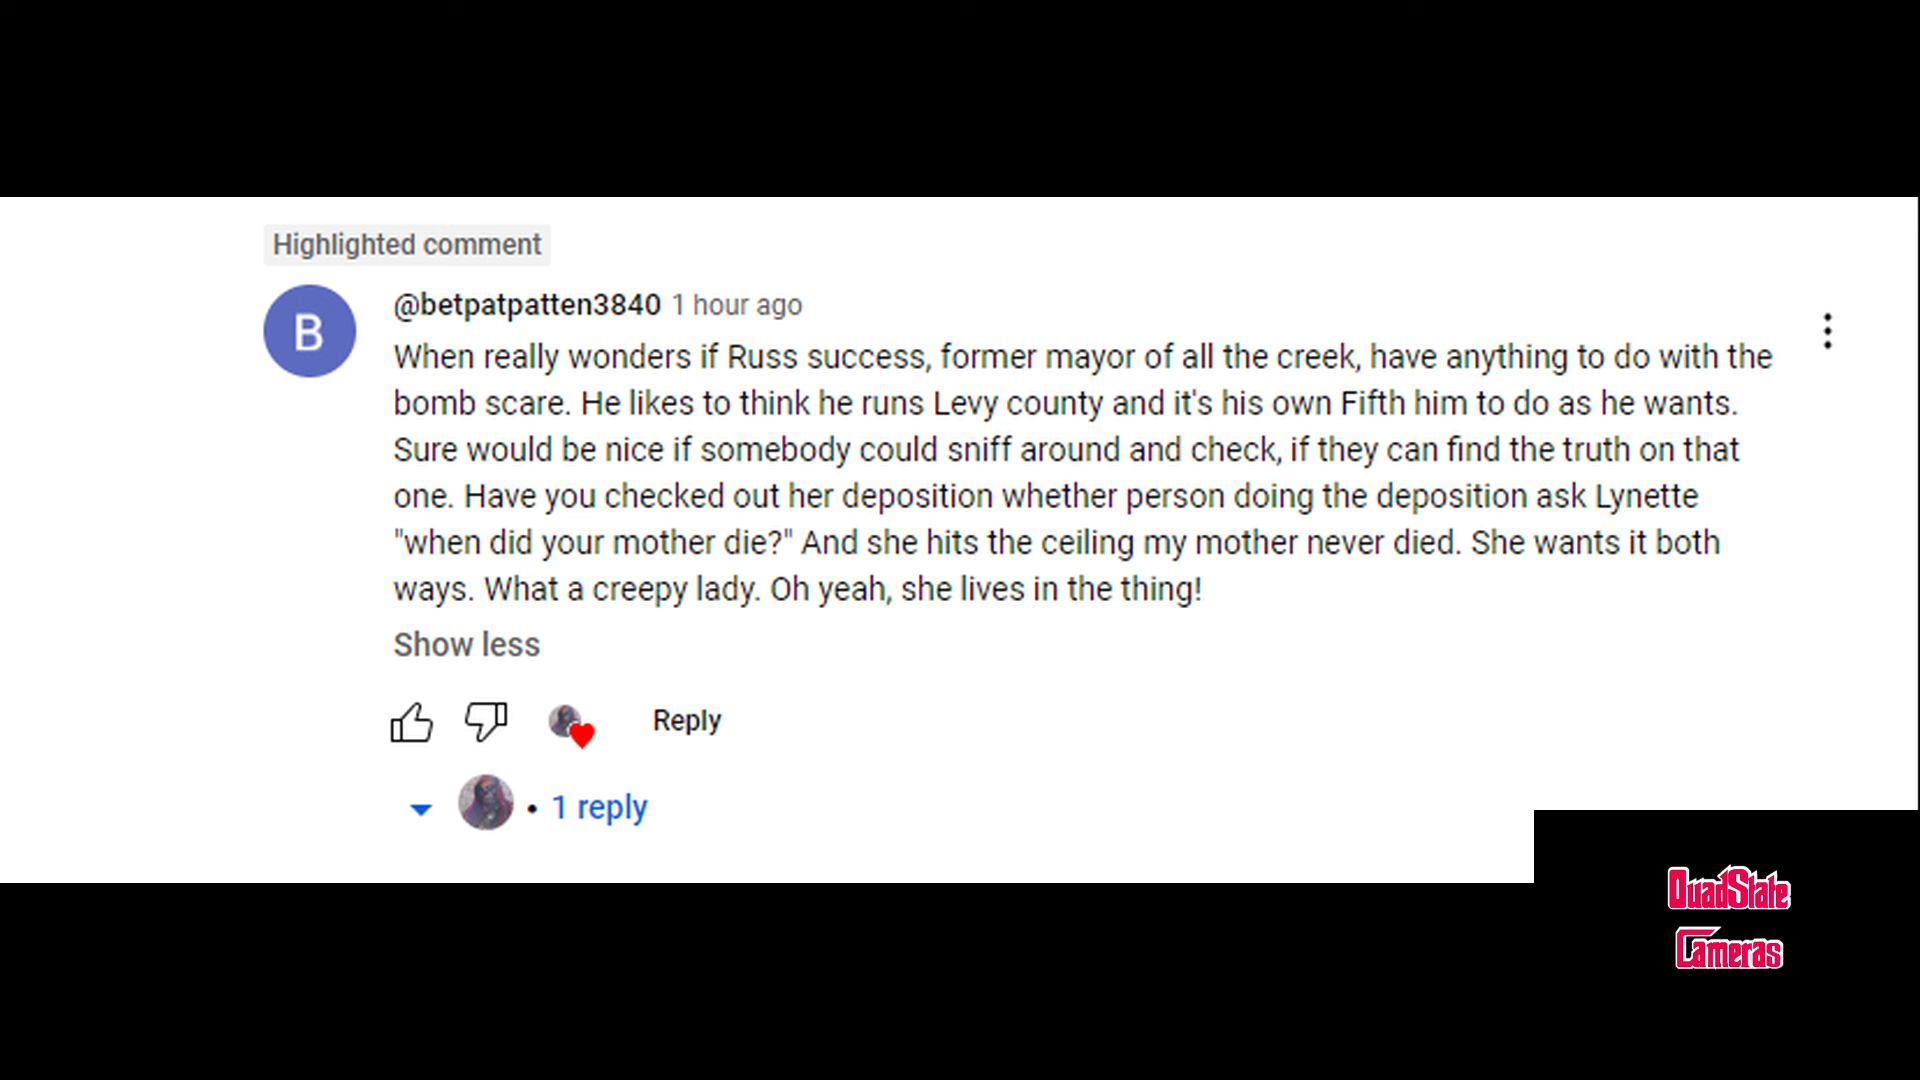 Highlighted comment
B
@betpatpatten3840 1 hour ago
When really wonders if Russ success, former mayor of all the creek, have anything to do with the
bomb scare. He likes to think he runs Levy county and it's his own Fifth him to do as he wants.
Sure would be nice if somebody could sniff around and check, if they can find the truth on that
one. Have you checked out her deposition whether person doing the deposition ask Lynette
"when did your mother die?" And she hits the ceiling my mother never died. She wants it both
ways. What a creepy lady. Oh yeah, she lives in the thing!
Show less
Reply
• 1 reply
QuadState
Cameras